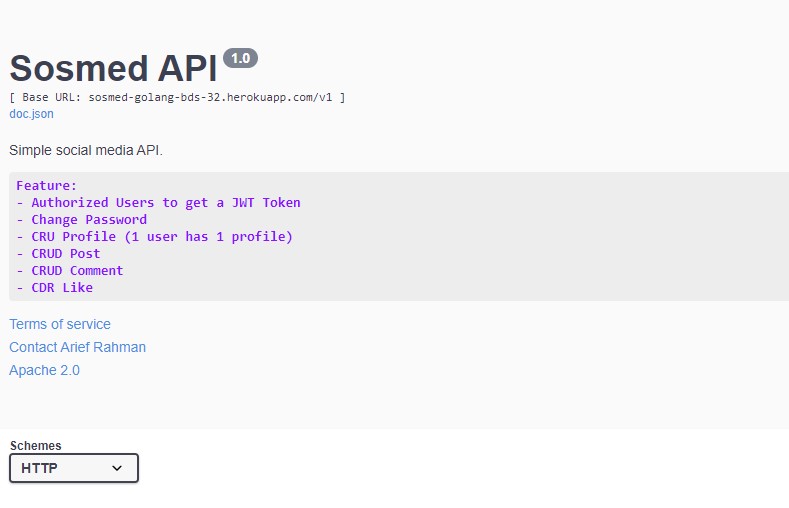 Sosmed API 1.0
[ Base URL: sosmed-golang-bds-32.herokuapp.com/v1 ]
doc.json
Simple social media API.
Feature:
- Authorized Users to get a JWT Token
- Change Password
- CRU Profile (1 user has 1 profile)
- CRUD Post
- CRUD Comment
- CDR Like
Terms of service
Contact Arief Rahman
Apache 2.0
Schemes
HTTP